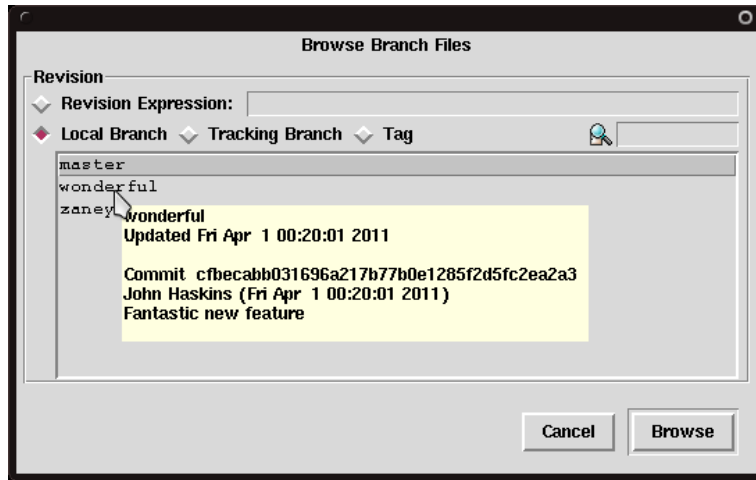 Browse Branch Files
Revision
Revision Expression:
Local Branch Tracking Branch Tag
master
wonderful
zaney
wonderful
Updated Fri Apr 1 00:20:01 2011
Commit cfbecabb031696a217b77b0e1285f2d5fc2ea2a3
John Haskins (Fri Apr 1 00:20:01 2011)
Fantastic new feature
Cancel Browse